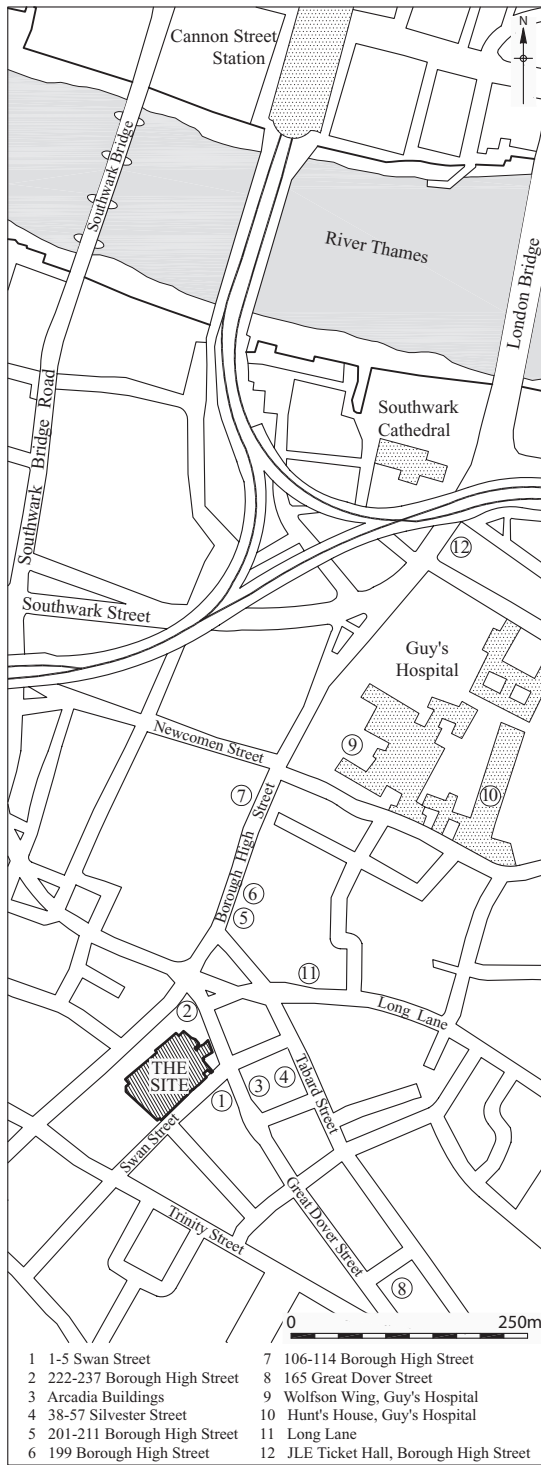 N
Cannon Street
Station
Southwark Bridge
River Thames
London Bridge
Southwark
Cathedral
Southwark Bridge Road
12
Southwark Street
Guy's
Hospital
Newcomen Street
9
7
10
Borough High Street
6
5
11
Long Lane
2
THE
SITE
3
4
1
Tabard Street
Swan Street
Great Dover Street
Trinity Street
8
0 250m
1 1-5 Swan Street
2 222-237 Borough High Street
3 Arcadia Buildings
4 38-57 Silvester Street
5 201-211 Borough High Street
6 199 Borough High Street
7 106-114 Borough High Street
8 165 Great Dover Street
9 Wolfson Wing, Guy's Hospital
10 Hunt's House, Guy's Hospital
11 Long Lane
12 JLE Ticket Hall, Borough High Street